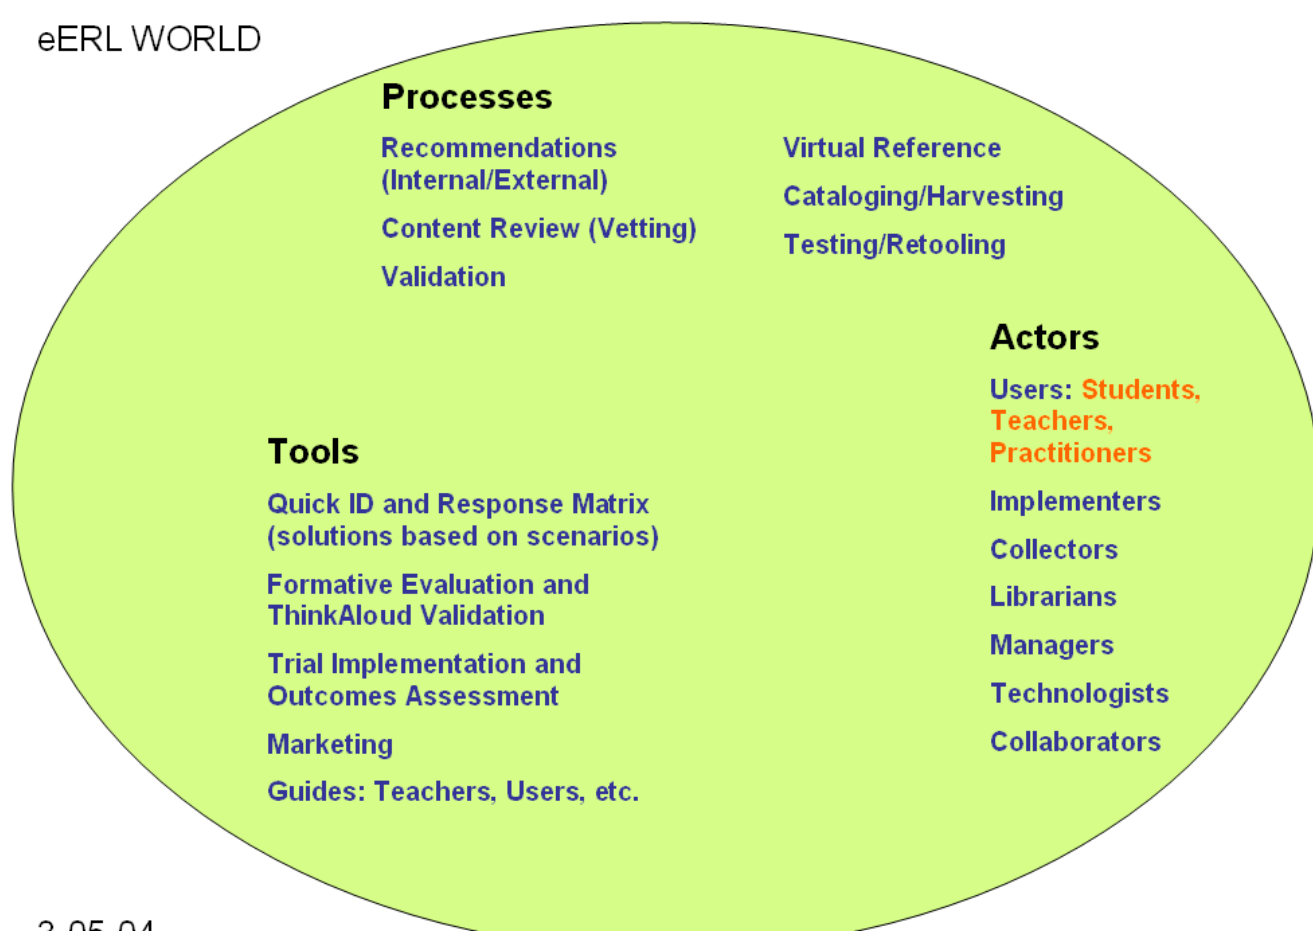 eERL WORLD
Processes
Recommendations
(Internal/External)
Content Review (Vetting)
Validation
Virtual Reference
Cataloging/Harvesting
Testing/Retooling
Actors
Users: Students,
Teachers,
Practitioners
Implementers
Collectors
Librarians
Managers
Technologists
Collaborators
Tools
Quick ID and Response Matrix
(solutions based on scenarios)
Formative Evaluation and
ThinkAloud Validation
Trial Implementation and
Outcomes Assessment
Marketing
Guides: Teachers, Users, etc.